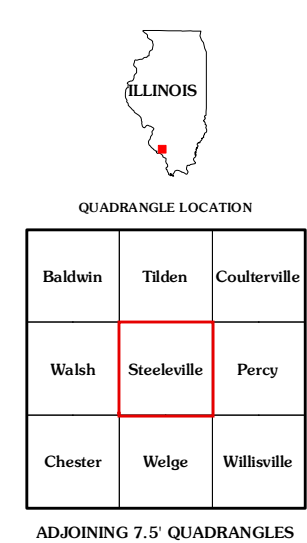 ILLINOIS
QUADRANGLE LOCATION
Baldwin Tilden Coulterville
Walsh Steeleville Percy
Chester Welge Willisville
ADJOINING 7.5' QUADRANGLES